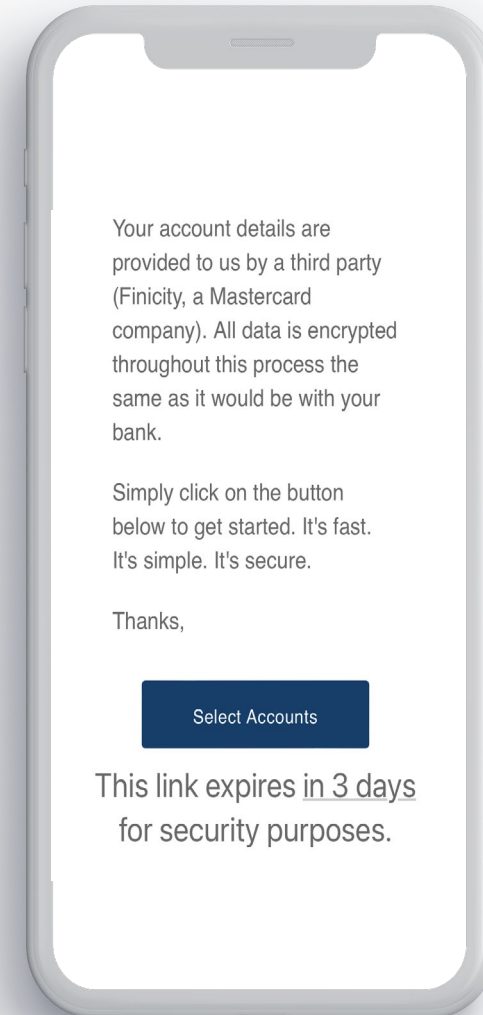 Your account details are
provided to us by a third party
(Finicity, a Mastercard
company). All data is encrypted
throughout this process the
same as it would be with your
bank.
Simply click on the button
below to get started. It's fast.
It's simple. It's secure.
Thanks,
Select Accounts
This link expires in 3 days
for security purposes.